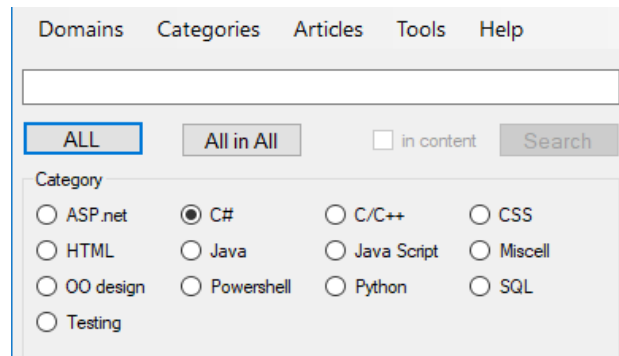 Domains Categories Articles Tools Help
ALL All in All in content Search
Category
ASP.net C# C/C++ CSS
HTML Java Java Script Miscell
OO design Powershell Python SQL
Testing